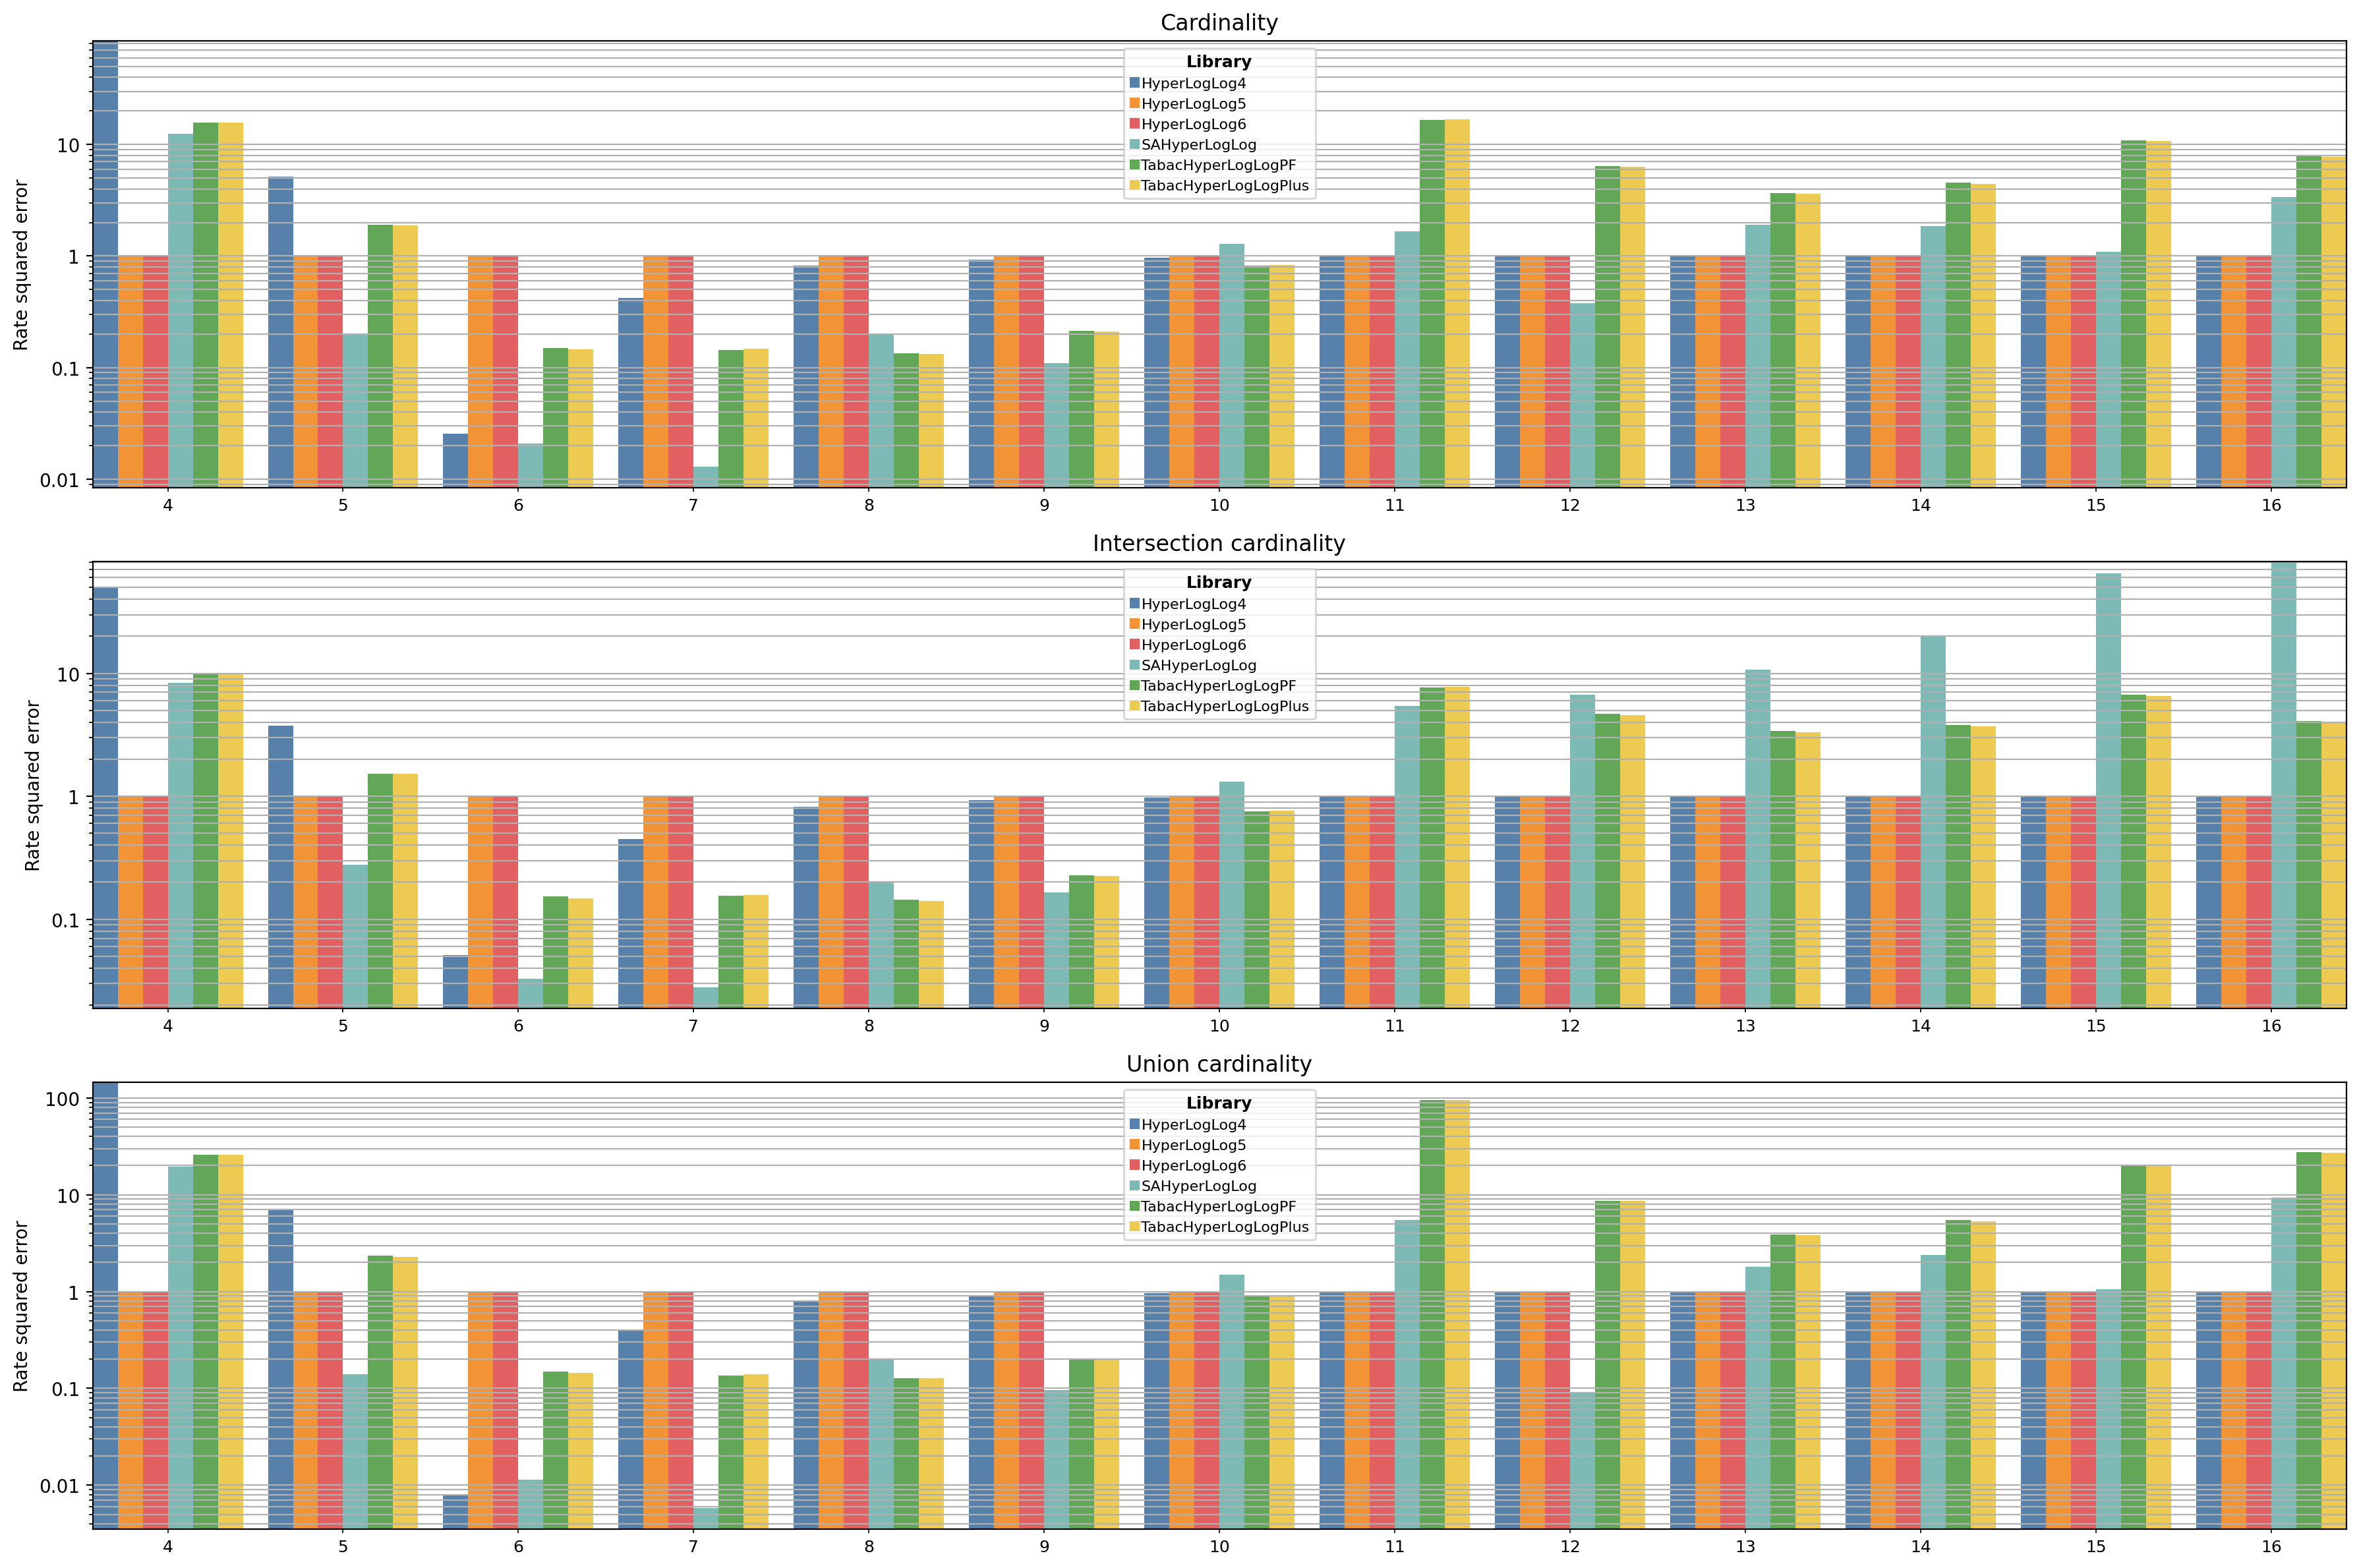 Cardinality
Rate squared error
10
1
0.1
0.01
Library
HyperLogLog4
HyperLogLog5
HyperLogLog6
SAHyperLogLog
TabacHyperLogLogPF
TabacHyperLogLogPlus
4 5 6 7 8 9 10 11 12 13 14 15 16
Intersection cardinality
Rate squared error
10
1
0.1
Library
HyperLogLog4
HyperLogLog5
HyperLogLog6
SAHyperLogLog
TabacHyperLogLogPF
TabacHyperLogLogPlus
4 5 6 7 8 9 10 11 12 13 14 15 16
Union cardinality
Rate squared error
100
10
1
0.1
0.01
Library
HyperLogLog4
HyperLogLog5
HyperLogLog6
SAHyperLogLog
TabacHyperLogLogPF
TabacHyperLogLogPlus
4 5 6 7 8 9 10 11 12 13 14 15 16